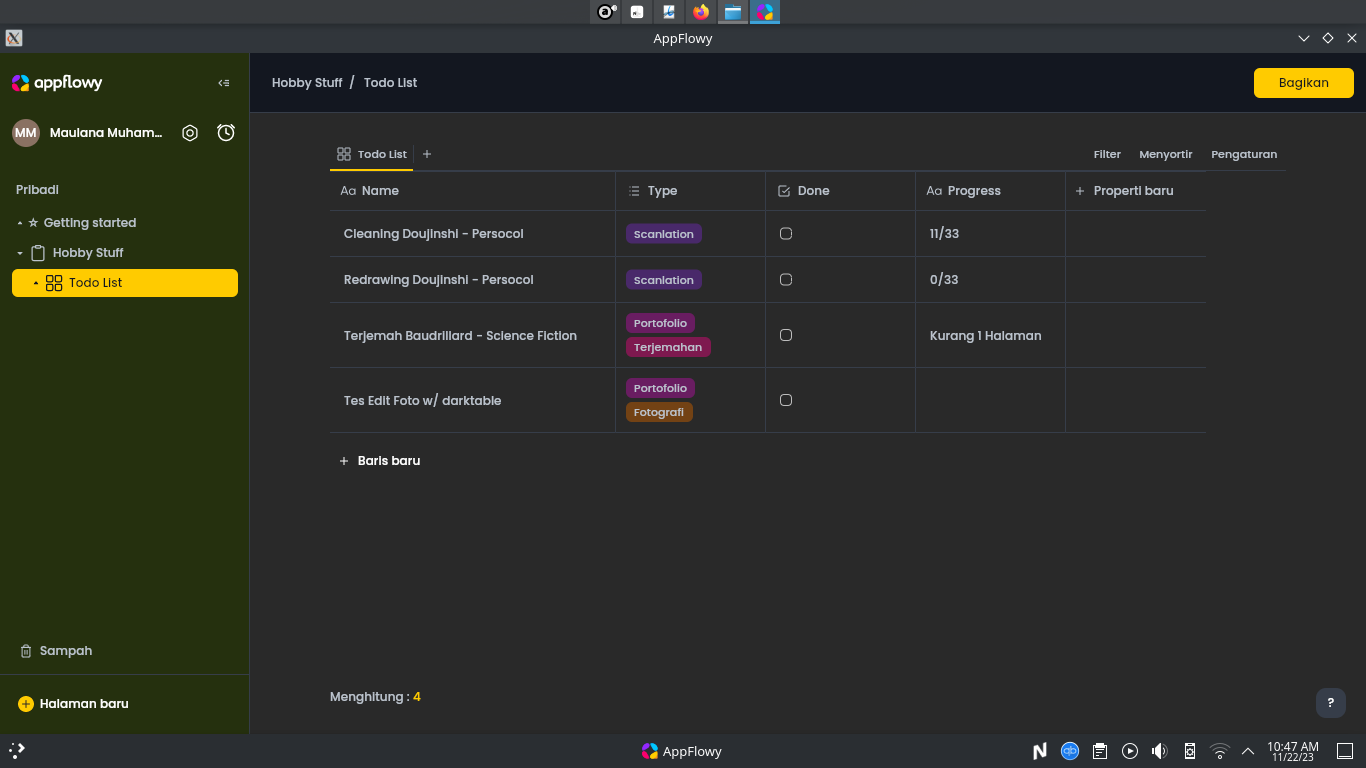 AppFlowy
appflowy
Hobby Stuff / Todo List
Bagikan
MM Maulana Muham...
Todo List
Filter Menyortir Pengaturan
Pribadi
Getting started
Hobby Stuff
Todo List
Aa Name Type Done Aa Progress + Properti baru
Cleaning Doujinshi - Persocol Scanlation 11/33
Redrawing Doujinshi - Persocol Scanlation 0/33
Terjemah Baudrillard - Science Fiction Portofolio Terjemahan Kurang 1 Halaman
Tes Edit Foto w/ darktable Portofolio Fotografi
+ Baris baru
Sampah
Halaman baru
Menghitung : 4
?
AppFlowy
10:47 AM
11/22/23